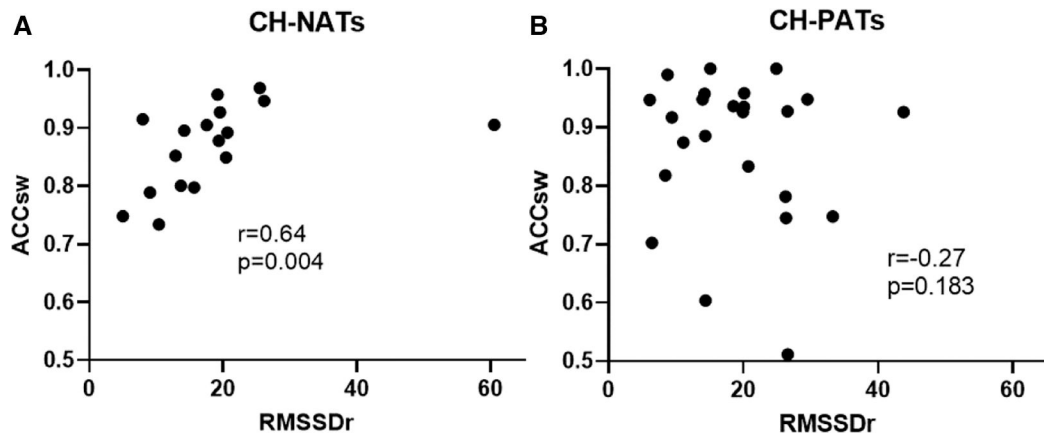 A
CH-NATs
1.0
0.9
0.8
0.7
0.6
0.5
ACCsw
r=0.64
p=0.004
0 20 40 60
RMSSDr
B
CH-PATs
1.0
0.9
0.8
0.7
0.6
0.5
ACCsw
r=-0.27
p=0.183
0 20 40 60
RMSSDr